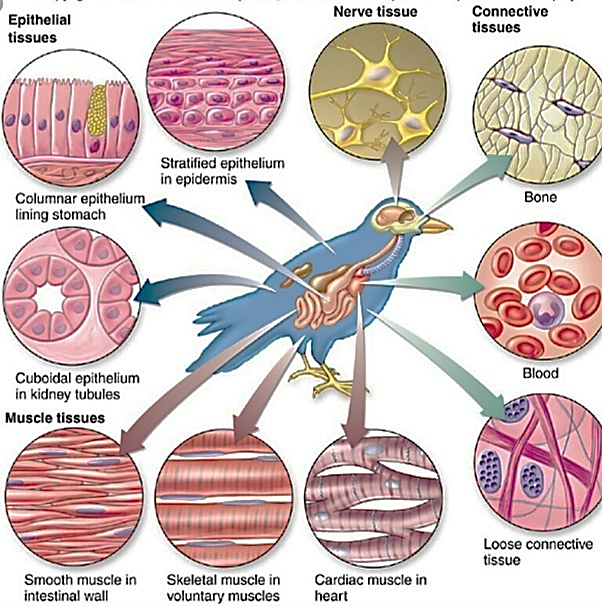 Epithelial
tissues
Nerve tissue
Connective
tissues
Stratified epithelium
in epidermis
Columnar epithelium
lining stomach
Bone
Cuboidal epithelium
in kidney tubules
Blood
Muscle tissues
Smooth muscle in
intestinal wall
Skeletal muscle in
voluntary muscles
Cardiac muscle in
heart
Loose connective
tissue